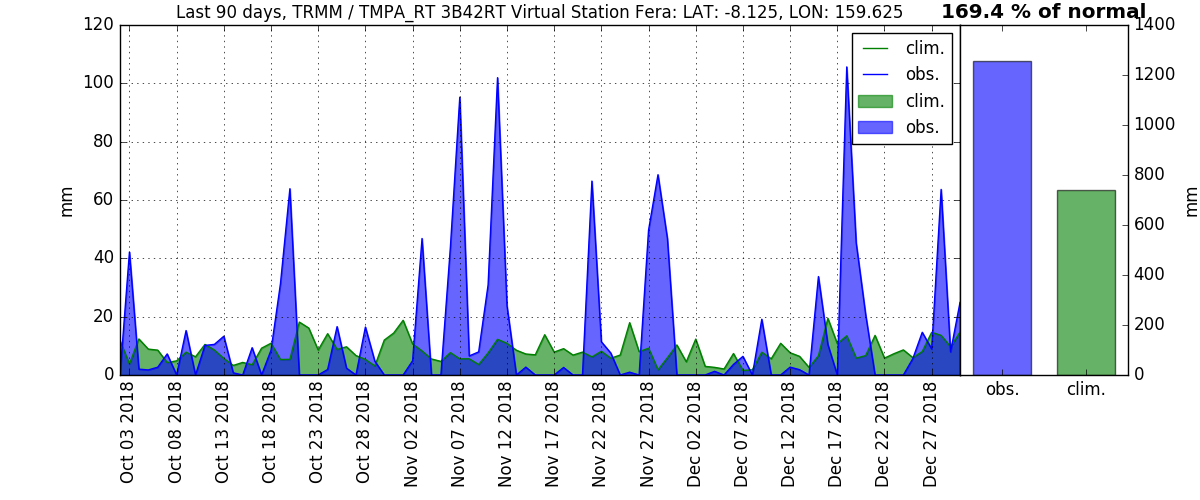 Last 90 days, TRMM / TMPA_RT 3B42RT Virtual Station Fera: LAT: -8.125, LON: 159.625
169.4 % of normal
120
100
80
60
40
20
0
mm
clim.
obs.
clim.
obs.
1400
1200
1000
800
600
400
200
0
mm
obs.
clim.
Oct 03 2018
Oct 08 2018
Oct 13 2018
Oct 18 2018
Oct 23 2018
Oct 28 2018
Nov 02 2018
Nov 07 2018
Nov 12 2018
Nov 17 2018
Nov 22 2018
Nov 27 2018
Dec 02 2018
Dec 07 2018
Dec 12 2018
Dec 17 2018
Dec 22 2018
Dec 27 2018